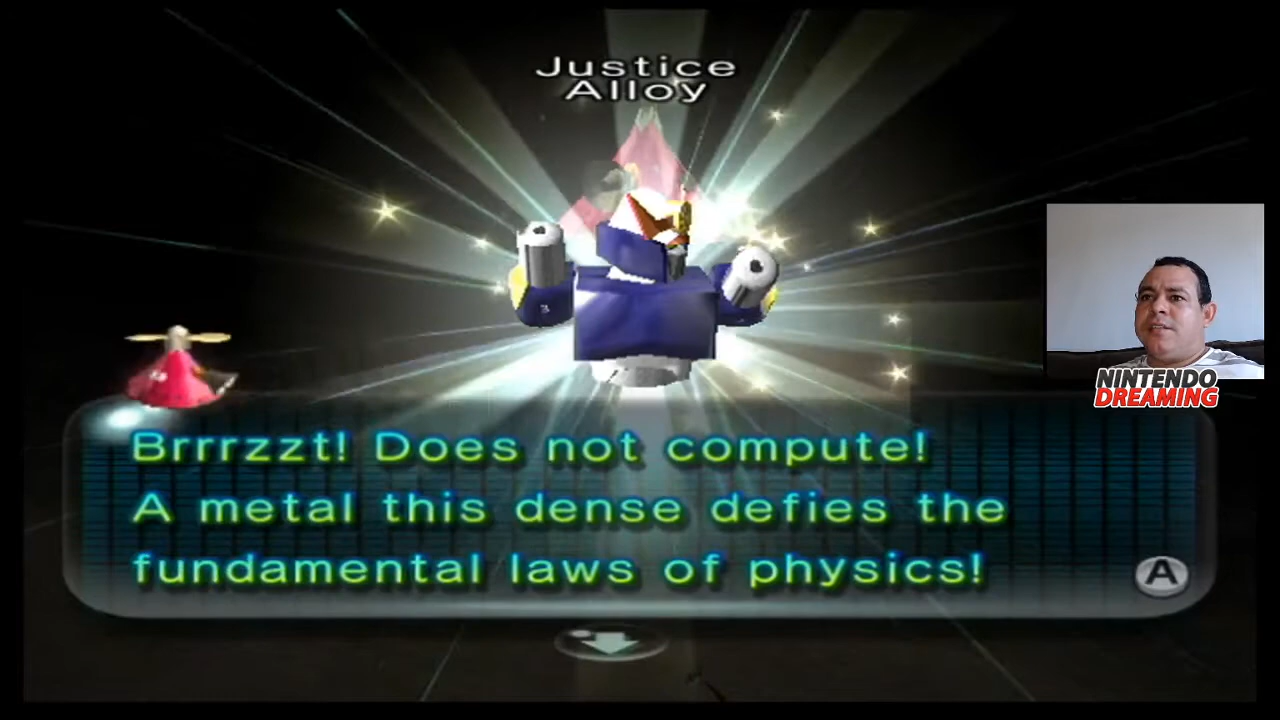 Justice
Alloy
NINTENDO
DREAMING
Brrrzzt! Does not compute!
A metal this dense defies the
fundamental laws of physics!
A